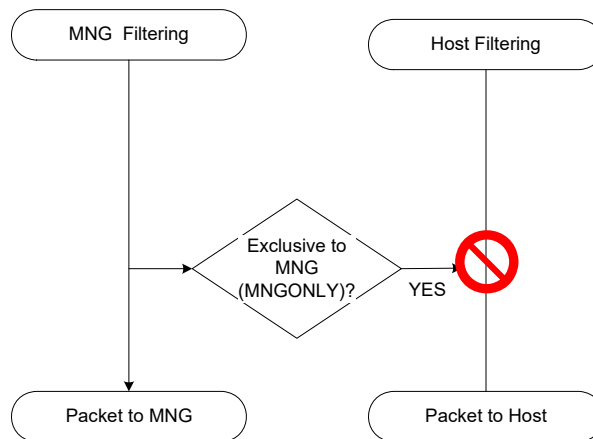 MNG Filtering
Host Filtering
Exclusive to
MNG
(MNGONLY)?
YES
Packet to MNG
Packet to Host